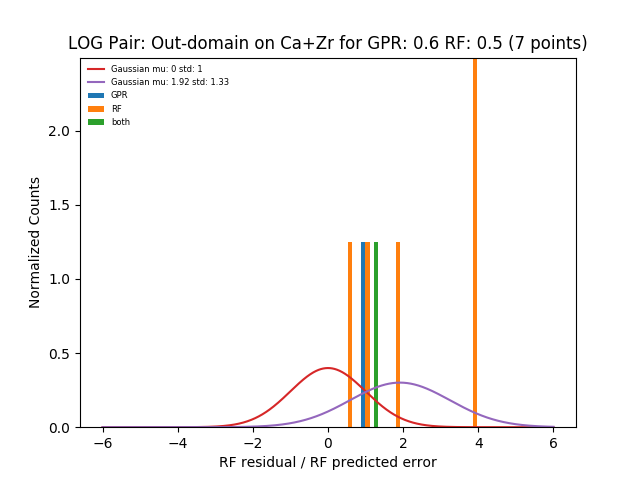 LOG Pair: Out-domain on Ca+Zr for GPR: 0.6 RF: 0.5 (7 points)
Gaussian mu: 0 std: 1
Gaussian mu: 1.92 std: 1.33
GPR
RF
both
Normalized Counts
2.0
1.5
1.0
0.5
0.0
−6 −4 −2 0 2 4 6
RF residual / RF predicted error